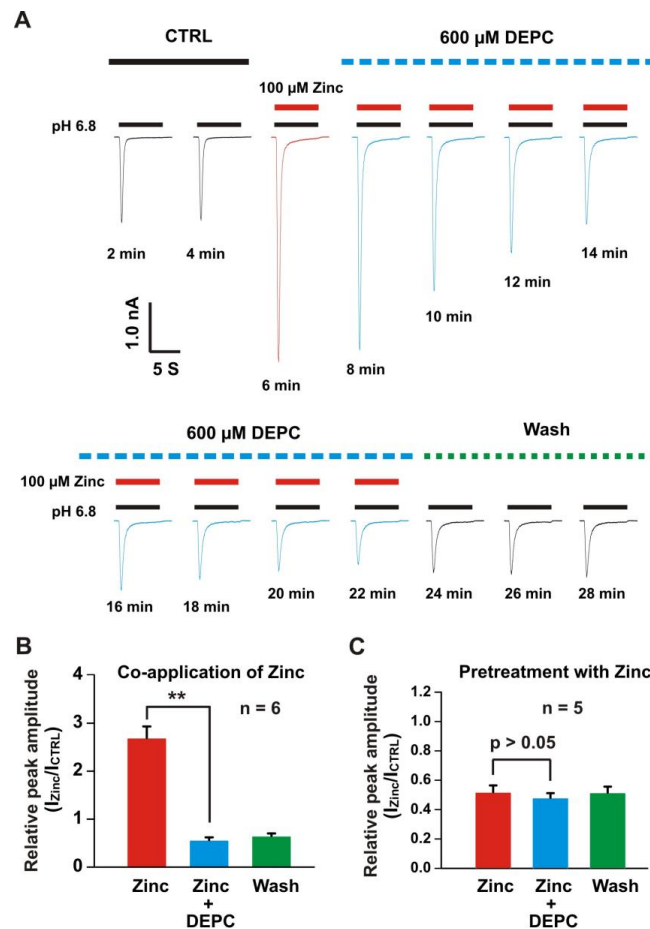 A
CTRL
600 µM DEPC
100 µM Zinc
pH 6.8
2 min
4 min
6 min
8 min
10 min
12 min
14 min
1.0 nA
5 S
600 µM DEPC
Wash
100 µM Zinc
pH 6.8
16 min
18 min
20 min
22 min
24 min
26 min
28 min
B
Co-application of Zinc
Relative peak amplitude
(IZinc/ICTRL)
4
3
2
1
0
**
n = 6
Zinc
Zinc
+
DEPC
Wash
C
Pretreatment with Zinc
Relative peak amplitude
(IZinc/ICTRL)
1.2
1.0
0.8
0.6
0.4
0.2
0.0
n = 5
p > 0.05
Zinc
Zinc
+
DEPC
Wash